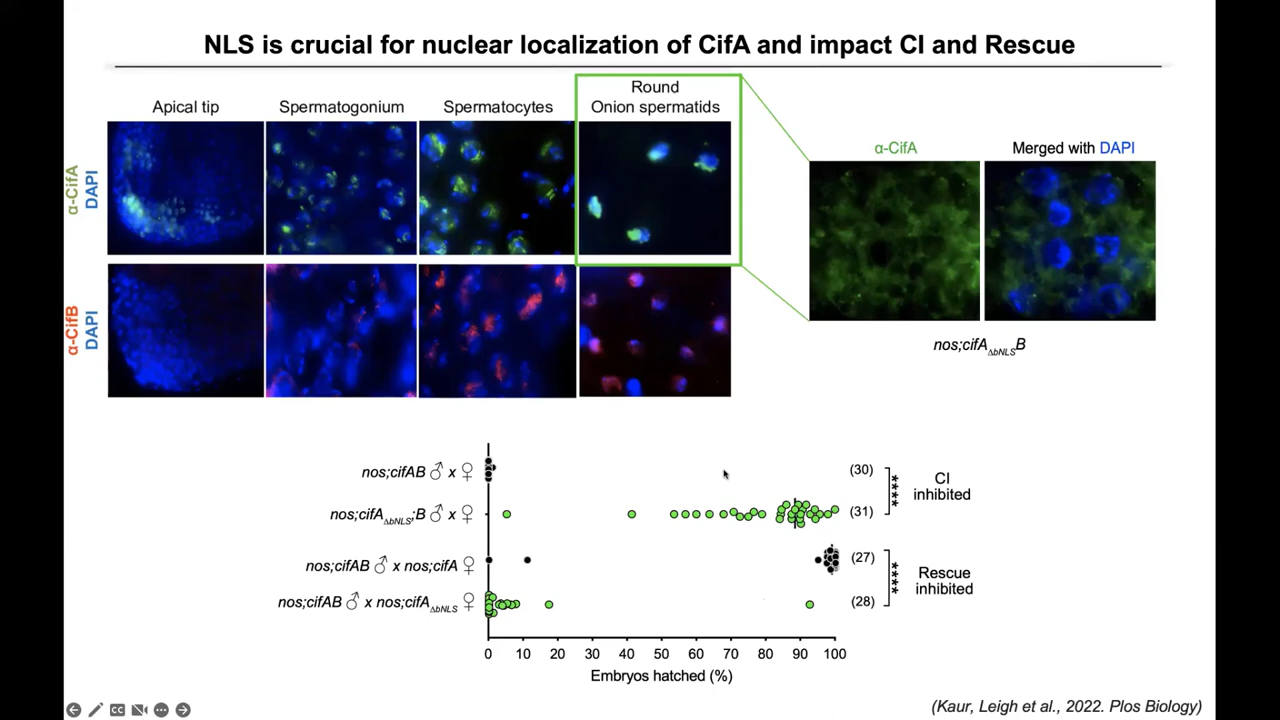 NLS is crucial for nuclear localization of CifA and impact CI and Rescue
Apical tip
Spermatogonium
Spermatocytes
Round
Onion spermatids
α-CifA
DAPI
α-CifB
DAPI
α-CifA
Merged with DAPI
nos;cifAΔbNLSB
nos;cifAB ♂ x ♀
(30)
nos;cifAΔbNLS;B ♂ x ♀
(31)
****
CI
inhibited
nos;cifAB ♂ x nos;cifA ♀
(27)
nos;cifAB ♂ x nos;cifAΔbNLS ♀
(28)
****
Rescue
inhibited
0 10 20 30 40 50 60 70 80 90 100
Embryos hatched (%)
CC
(Kaur, Leigh et al., 2022. Plos Biology)